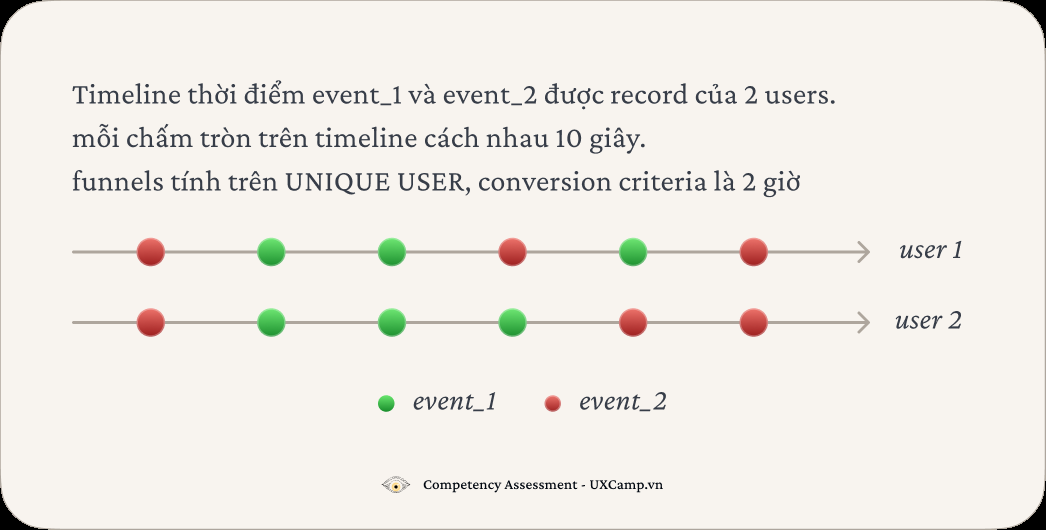 Timeline thời điểm event_1 và event_2 được record của 2 users.
mỗi chấm tròn trên timeline cách nhau 10 giây.
funnels tính trên UNIQUE USER, conversion criteria là 2 giờ
user 1
user 2
event_1 event_2
Competency Assessment - UXCamp.vn